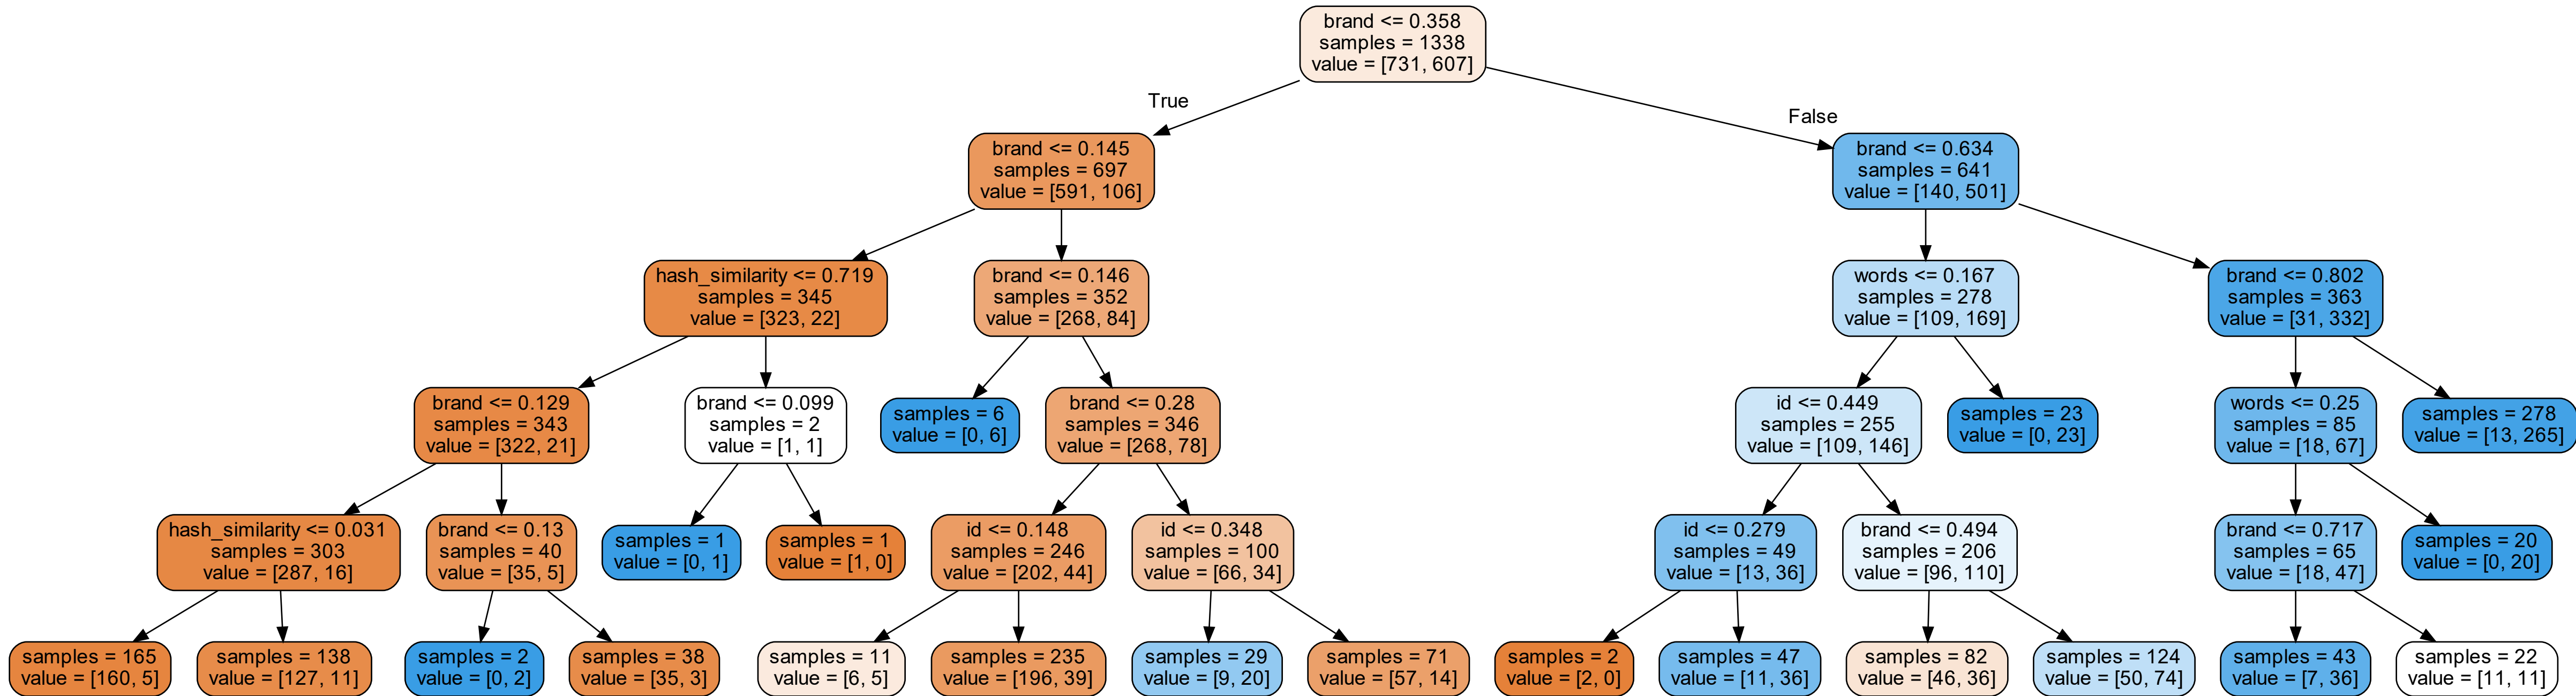 brand <= 0.358
samples = 1338
value = [731, 607]
True
False
brand <= 0.145
samples = 697
value = [591, 106]
brand <= 0.634
samples = 641
value = [140, 501]
hash_similarity <= 0.719
samples = 345
value = [323, 22]
brand <= 0.146
samples = 352
value = [268, 84]
words <= 0.167
samples = 278
value = [109, 169]
brand <= 0.802
samples = 363
value = [31, 332]
brand <= 0.129
samples = 343
value = [322, 21]
brand <= 0.099
samples = 2
value = [1, 1]
samples = 6
value = [0, 6]
brand <= 0.28
samples = 346
value = [268, 78]
id <= 0.449
samples = 255
value = [109, 146]
samples = 23
value = [0, 23]
words <= 0.25
samples = 85
value = [18, 67]
samples = 278
value = [13, 265]
hash_similarity <= 0.031
samples = 303
value = [287, 16]
brand <= 0.13
samples = 40
value = [35, 5]
samples = 1
value = [0, 1]
samples = 1
value = [1, 0]
id <= 0.148
samples = 246
value = [202, 44]
id <= 0.348
samples = 100
value = [66, 34]
id <= 0.279
samples = 49
value = [13, 36]
brand <= 0.494
samples = 206
value = [96, 110]
brand <= 0.717
samples = 65
value = [18, 47]
samples = 20
value = [0, 20]
samples = 165
value = [160, 5]
samples = 138
value = [127, 11]
samples = 2
value = [0, 2]
samples = 38
value = [35, 3]
samples = 11
value = [6, 5]
samples = 235
value = [196, 39]
samples = 29
value = [9, 20]
samples = 71
value = [57, 14]
samples = 2
value = [2, 0]
samples = 47
value = [11, 36]
samples = 82
value = [46, 36]
samples = 124
value = [50, 74]
samples = 43
value = [7, 36]
samples = 22
value = [11, 11]